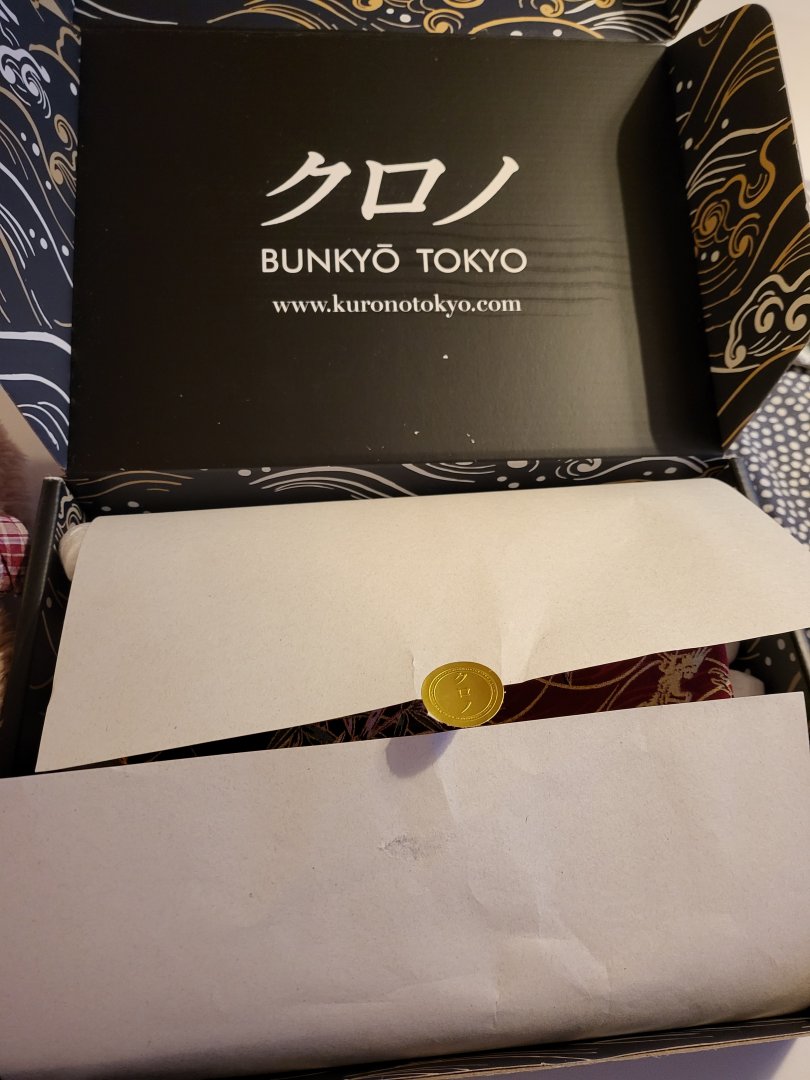 クロノ
BUNKYŌ TOKYO
www.kuronotokyo.com
クロノ